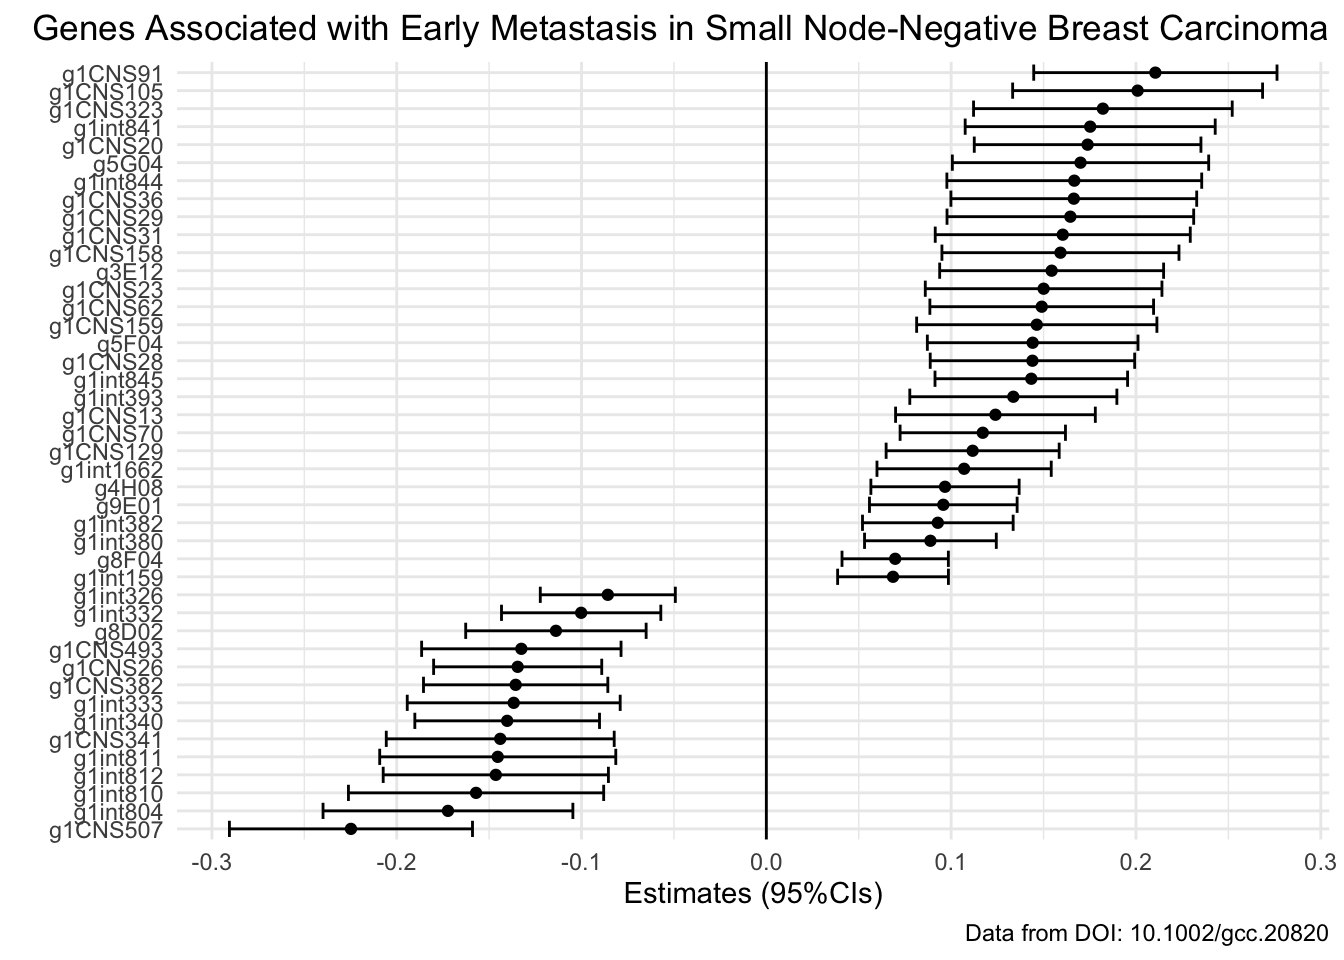 Genes Associated with Early Metastasis in Small Node-Negative Breast Carcinoma
g1CNS91
g1CNS105
g1CNS323
g1int841
g1CNS20
g5G04
g1int844
g1CNS36
g1CNS29
g1CNS31
g1CNS158
g3E12
g1CNS23
g1CNS62
g1CNS159
g5F04
g1CNS28
g1int845
g1int393
g1CNS13
g1CNS70
g1CNS129
g1int1662
g4H08
g9E01
g1int382
g1int380
g8F04
g1int159
g1int326
g1int332
g8D02
g1CNS493
g1CNS26
g1CNS382
g1int333
g1int340
g1CNS341
g1int811
g1int812
g1int810
g1int804
g1CNS507
-0.3 -0.2 -0.1 0.0 0.1 0.2 0.3
Estimates (95%CIs)
Data from DOI: 10.1002/gcc.20820